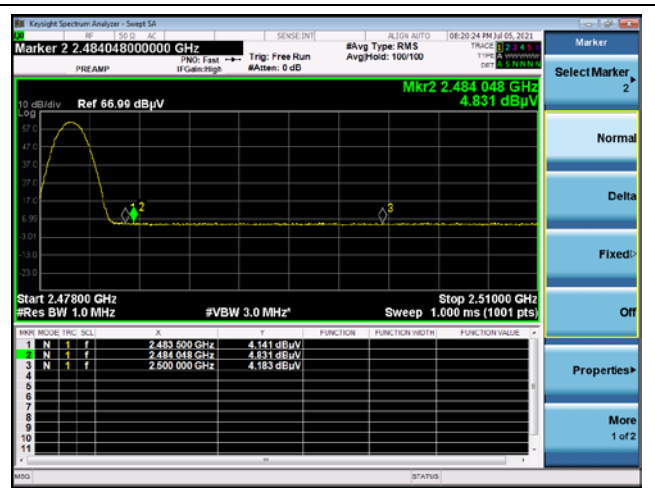 Keysight Spectrum Analyzer - Swept SA
RF 50 Ω AC SENSE:INT ALIGN AUTO 08:20:24 PM Jul 05, 2021
Marker 2 2.484048000000 GHz
PREAMP
PNO: Fast
IFGain:High
Trig: Free Run
#Atten: 0 dB
#Avg Type: RMS
Avg|Hold: 100/100
TRACE 1 2 3 4 5 6
TYPE A WWWWW
DET A S N N N N
Mkr2 2.484 048 GHz
4.831 dBµV
10 dB/div Ref 66.99 dBµV
Log
57.0
47.0
37.0
27.0
17.0
6.99
-3.01
-13.0
-23.0
1 2
3
Start 2.47800 GHz Stop 2.51000 GHz
#Res BW 1.0 MHz #VBW 3.0 MHz* Sweep 1.000 ms (1001 pts)
MKR MODE TRC SCL X Y FUNCTION FUNCTION WIDTH FUNCTION VALUE
1 N 1 f 2.483 500 GHz 4.141 dBµV
2 N 1 f 2.484 048 GHz 4.831 dBµV
3 N 1 f 2.500 000 GHz 4.183 dBµV
4
5
6
7
8
9
10
11
MSG STATUS
Marker
Select Marker
2
Normal
Delta
Fixed
Off
Properties
More
1 of 2